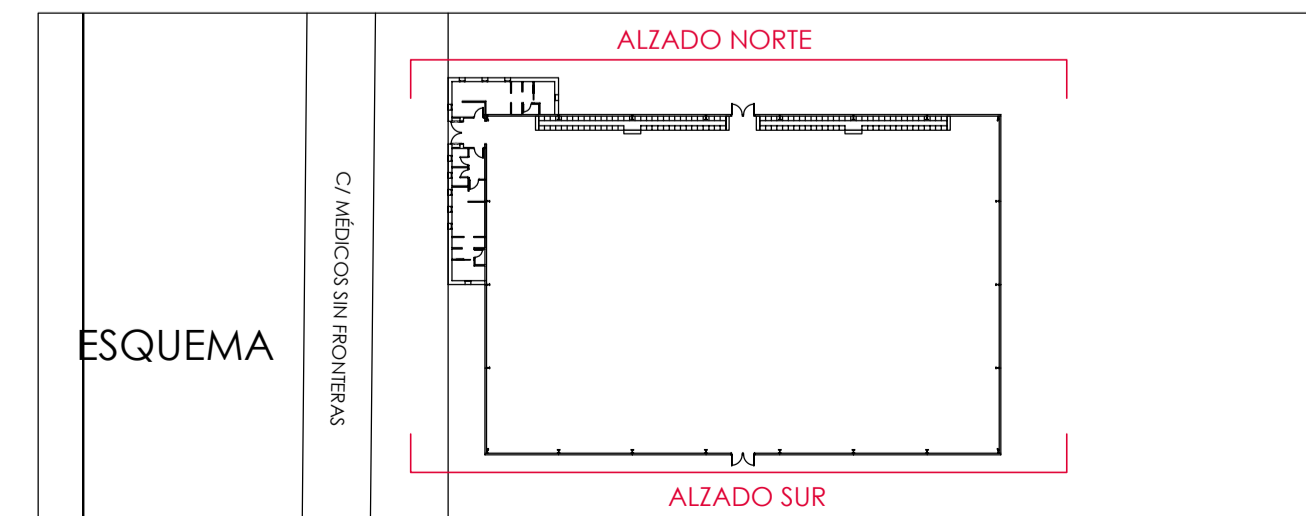 ALZADO NORTE
C/ MÉDICOS SIN FRONTERAS
ESQUEMA
ALZADO SUR